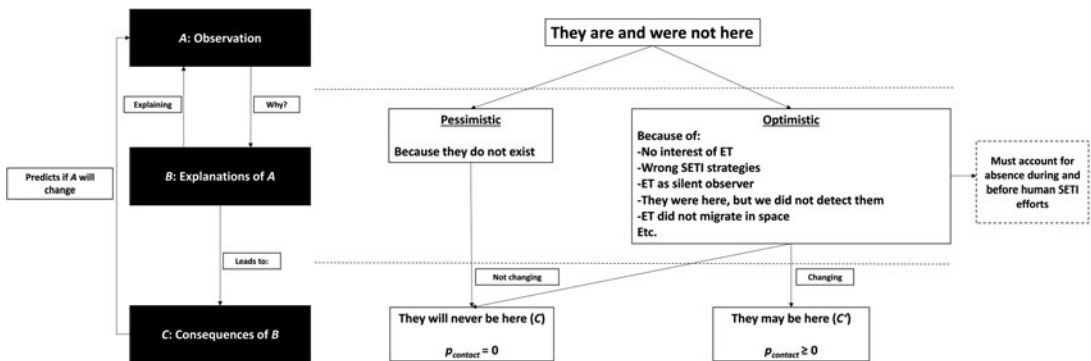 A: Observation
They are and were not here
Explaining
Why?
Pessimistic
Because they do not exist
Optimistic
Because of:
-No interest of ET
-Wrong SETI strategies
-ET as silent observer
-They were here, but we did not detect them
-ET did not migrate in space
Etc.
Must account for
absence during and
before human SETI
efforts
Predicts if A will
change
B: Explanations of A
Leads to:
Not changing
Changing
C: Consequences of B
They will never be here (C)
p contact = 0
They may be here (C')
p contact ≥ 0